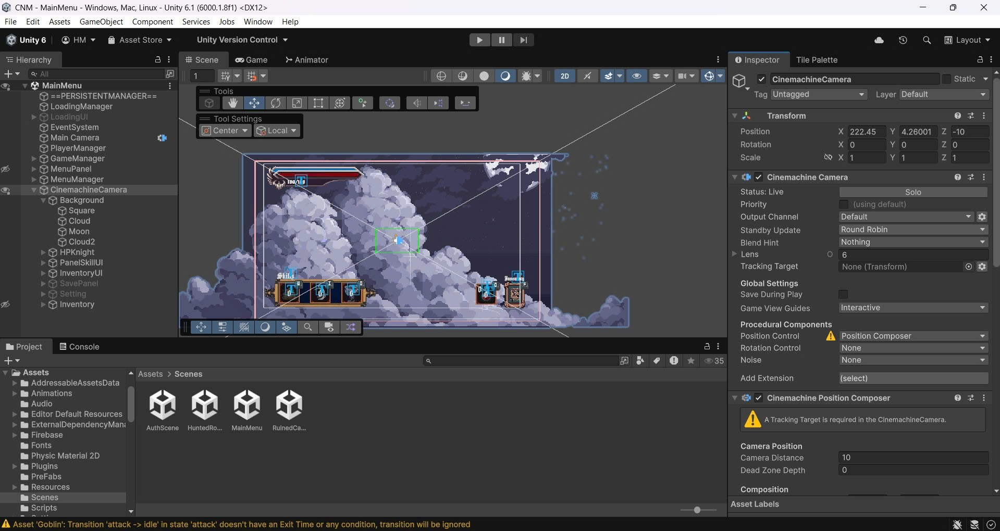 CNM - MainMenu - Windows, Mac, Linux - Unity 6.1 (6000.1.8f1) <DX12>
File Edit Assets GameObject Component Services Jobs Window Help
Unity 6 HM Asset Store Unity Version Control Layout
Hierarchy
All
MainMenu
==PERSISTENTMANAGER==
LoadingManager
LoadingUI
EventSystem
Main Camera
PlayerManager
GameManager
MenuPanel
MenuManager
CinemachineCamera
Background
Square
Cloud
Moon
Cloud2
HPKnight
PanelSkillUI
InventoryUI
SavePanel
Setting
Inventory
Scene Game Animator
1 2D
Tools
Tool Settings
Center Local
100/100
Skills
U I O
0 0 0
Inventory
0 F
0
Inspector Tile Palette
CinemachineCamera Static
Tag Untagged Layer Default
Transform
Position X 222.45 Y 4.26001 Z -10
Rotation X 0 Y 0 Z 0
Scale X 1 Y 1 Z 1
Cinemachine Camera
Status: Live Solo
Priority (using default)
Output Channel Default
Standby Update Round Robin
Blend Hint Nothing
Lens 6
Tracking Target None (Transform)
Global Settings
Save During Play
Game View Guides Interactive
Procedural Components
Position Control Position Composer
Rotation Control None
Noise None
Add Extension (select)
Cinemachine Position Composer
A Tracking Target is required in the CinemachineCamera.
Camera Position
Camera Distance 10
Dead Zone Depth 0
Composition
Asset Labels
Project Console
35
Assets
AddressableAssetsData
Animations
Audio
Editor Default Resources
ExternalDependencyMana
Firebase
Fonts
Physic Material 2D
Plugins
PreFabs
Resources
Scenes
Scripts
Assets > Scenes
AuthScene HuntedRo... MainMenu RuinedCa...
Asset 'Goblin': Transition 'attack -> idle' in state 'attack' doesn't have an Exit Time or any condition, transition will be ignored